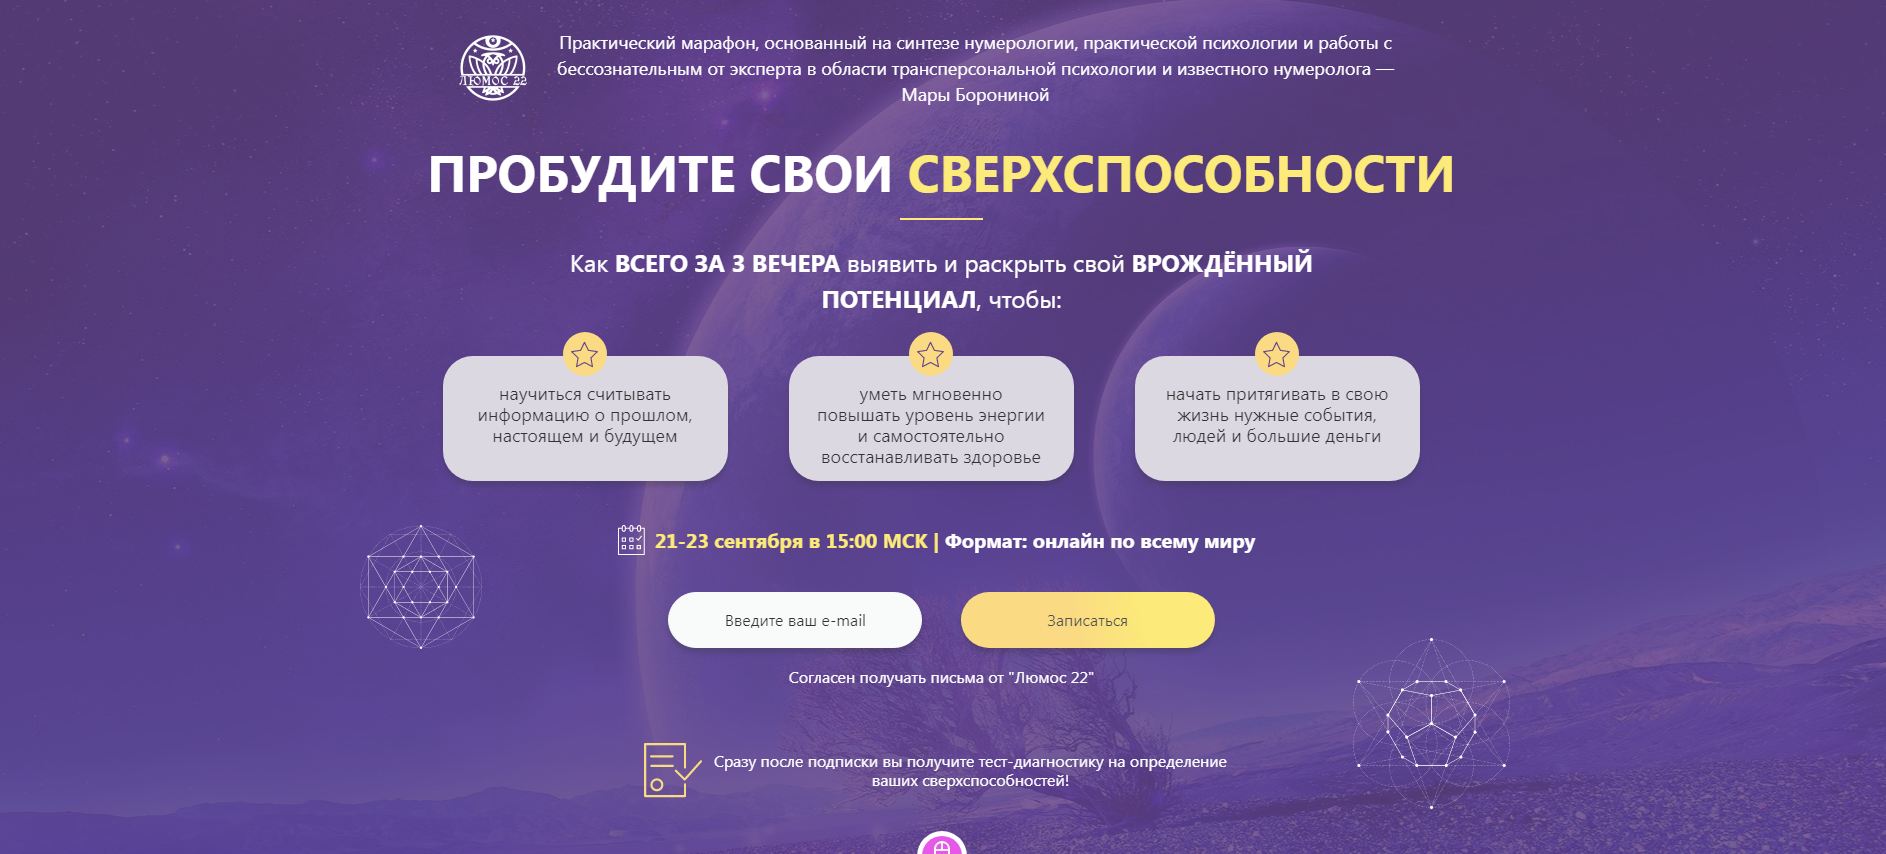 ЛЮМОС 22
Практический марафон, основанный на синтезе нумерологии, практической психологии и работы с
бессознательным от эксперта в области трансперсональной психологии и известного нумеролога —
Мары Борониной
ПРОБУДИТЕ СВОИ СВЕРХСПОСОБНОСТИ
Как ВСЕГО ЗА 3 ВЕЧЕРА выявить и раскрыть свой ВРОЖДЁННЫЙ
ПОТЕНЦИАЛ, чтобы:
научиться считывать
информацию о прошлом,
настоящем и будущем
уметь мгновенно
повышать уровень энергии
и самостоятельно
восстанавливать здоровье
начать притягивать в свою
жизнь нужные события,
людей и большие деньги
21-23 сентября в 15:00 МСК | Формат: онлайн по всему миру
Введите ваш e-mail
Записаться
Согласен получать письма от "Люмос 22"
Сразу после подписки вы получите тест-диагностику на определение
ваших сверхспособностей!